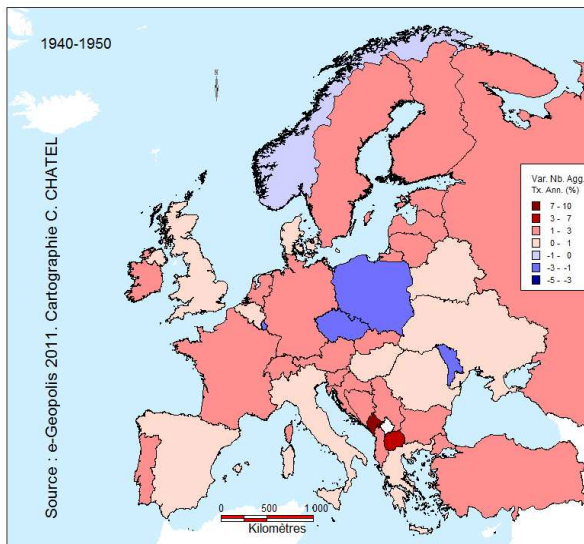 1940-1950
Source : e-Geopolis 2011. Cartographie C. CHATEL
Var. Nb. Agg.
Tx. Ann. (%)
7 - 10
3 - 7
1 - 3
0 - 1
-1 - 0
-3 - -1
-5 - -3
0 500 1 000
Kilomètres